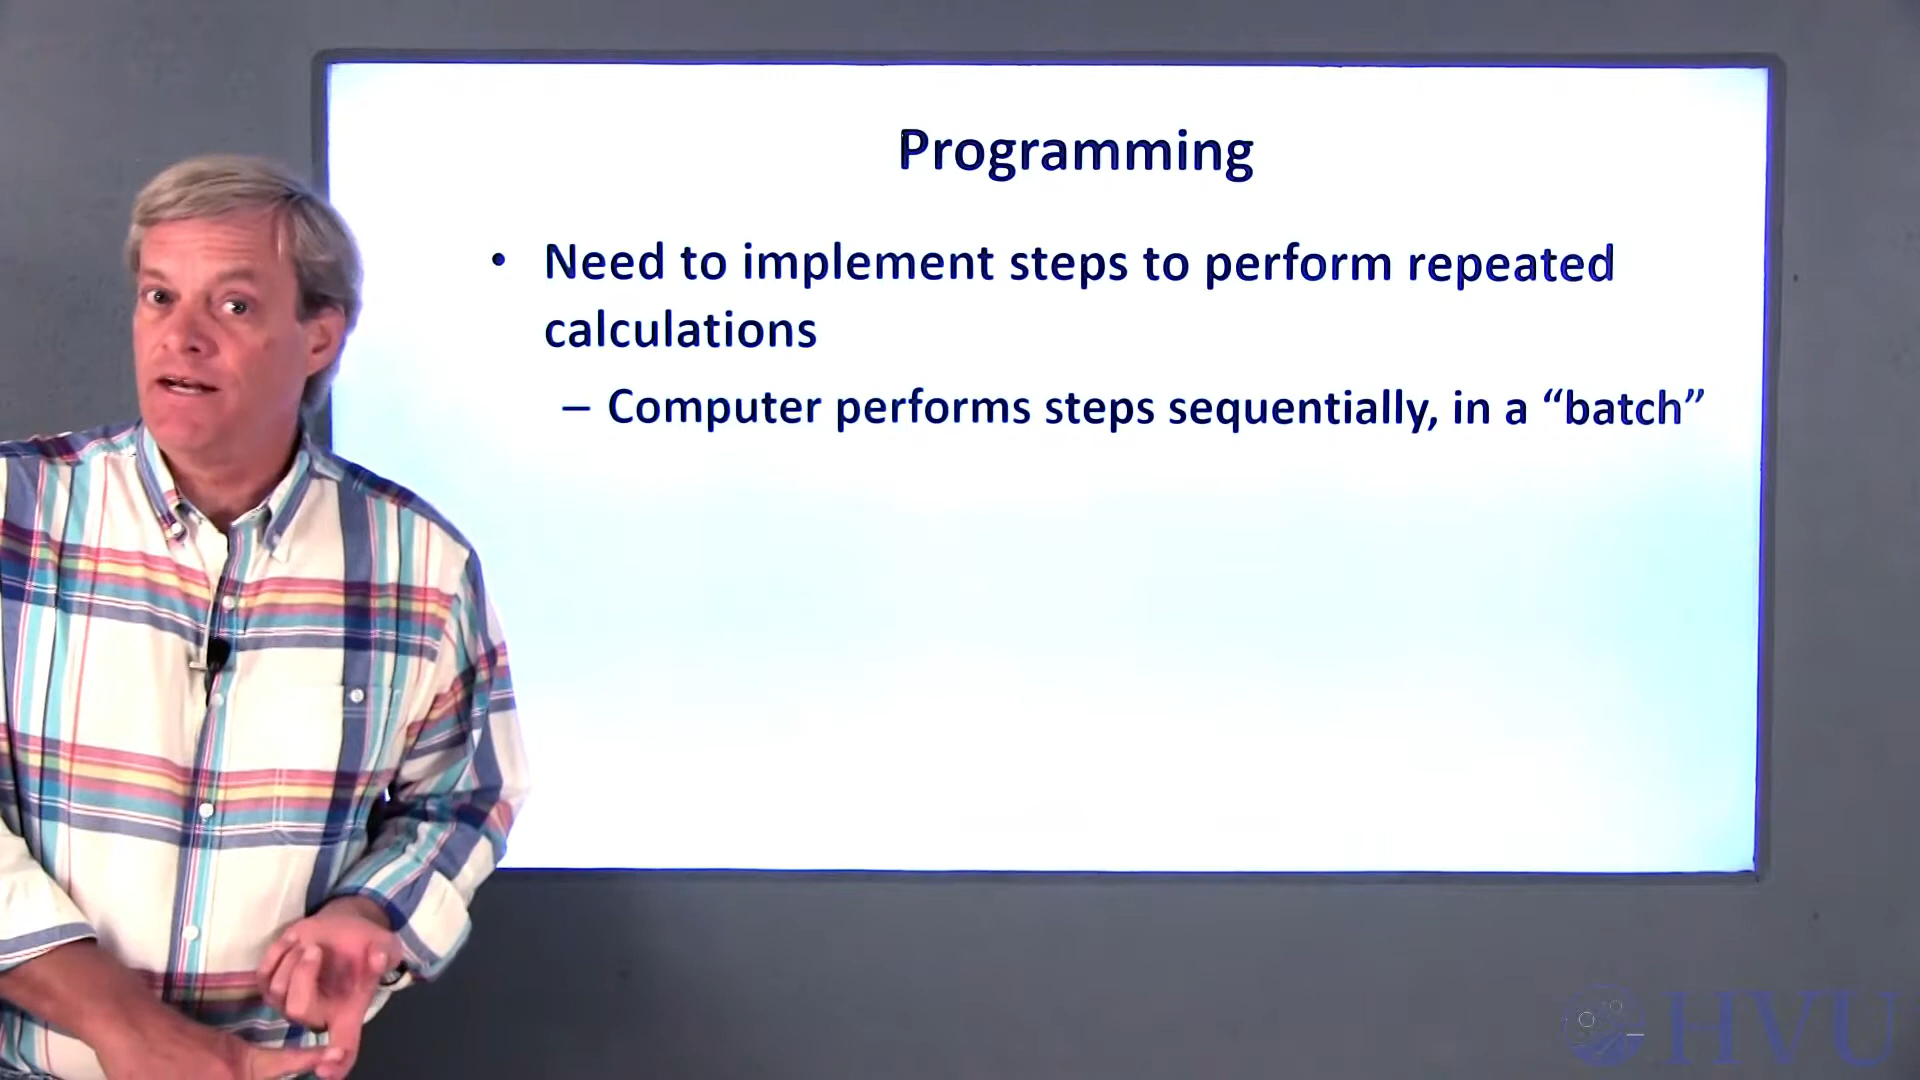 Programming
• Need to implement steps to perform repeated
calculations
– Computer performs steps sequentially, in a “batch”
HVU